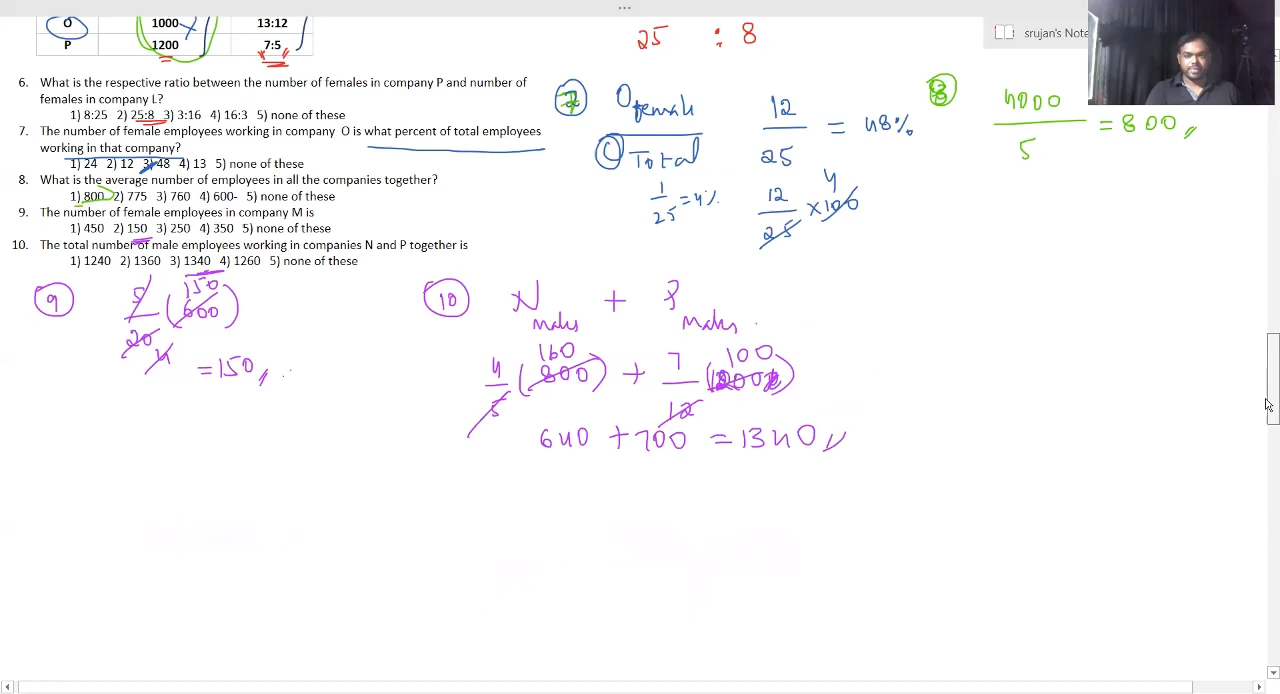 O 1000 13:12
P 1200 7:5
25 : 8
srujan's Note
6. What is the respective ratio between the number of females in company P and number of
females in company L?
1) 8:25 2) 25:8 3) 3:16 4) 16:3 5) none of these
7. The number of female employees working in company O is what percent of total employees
working in that company?
1) 24 2) 12 3) 48 4) 13 5) none of these
8. What is the average number of employees in all the companies together?
1) 800 2) 775 3) 760 4) 600- 5) none of these
9. The number of female employees in company M is
1) 450 2) 150 3) 250 4) 350 5) none of these
10. The total number of male employees working in companies N and P together is
1) 1240 2) 1360 3) 1340 4) 1260 5) none of these
7 O female 12
O Total 25 = 48%
1/25 = 4% 12/25 × 100 4
8 4000/5 = 800
9 5/20 (600) 150
4
= 150
10 N males + P males
4/5 (800) 160 + 7/12 (1200) 100
640 + 700 = 1340